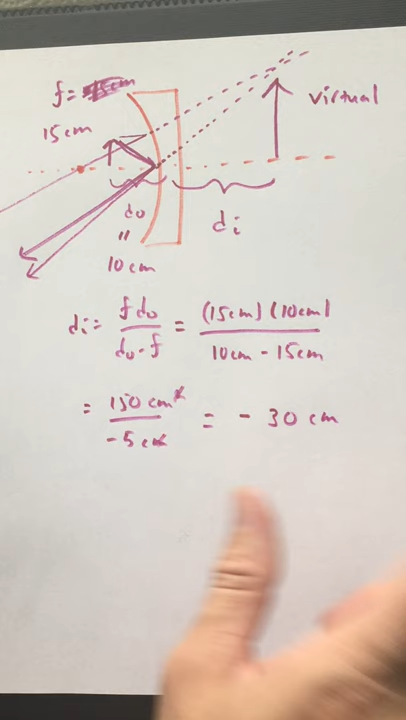 f = 15cm
15 cm
virtual
do
"
10 cm
di
di = f do / do - f = (15cm) (10cm) / 10cm - 15cm
= 150 cm² / -5 cm = - 30 cm